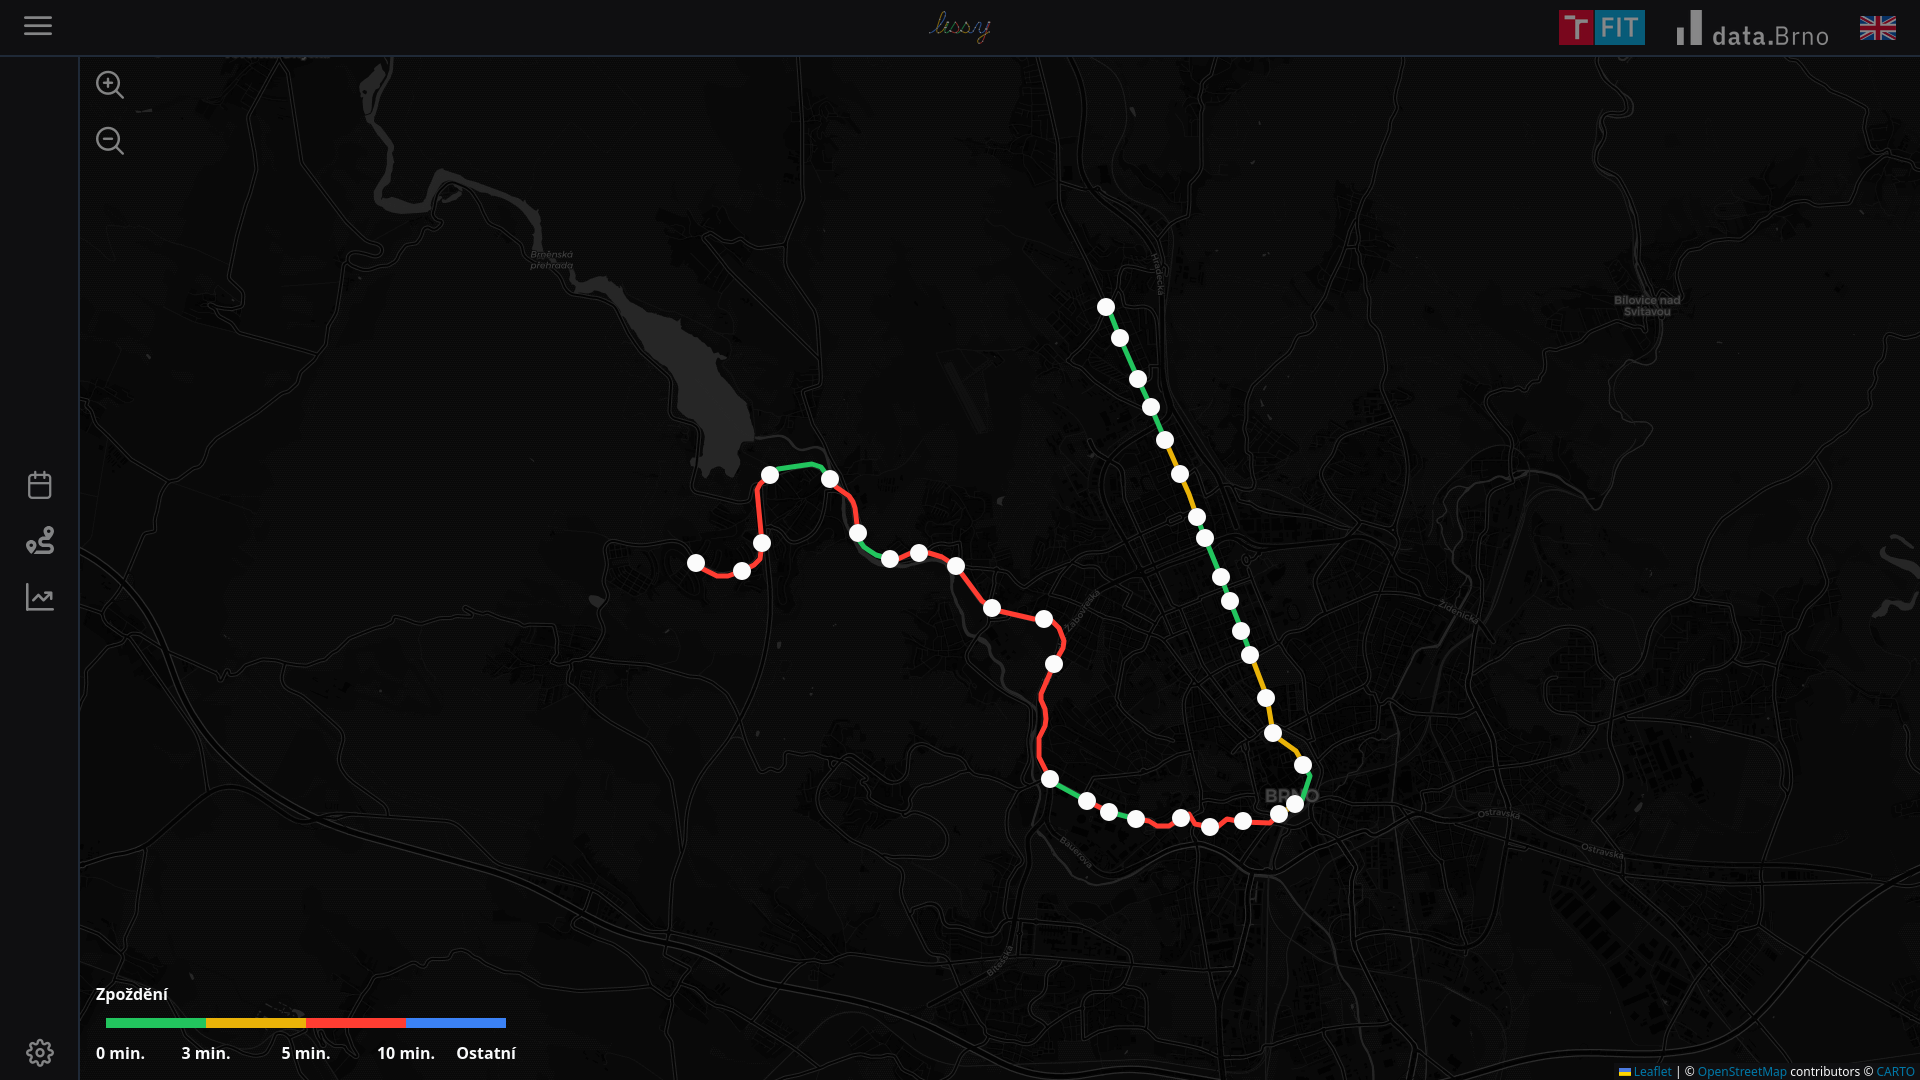 lissy
T FIT
data.Brno
Brněnská
přehrada
Hradecká
Bílovice nad
Svitavou
Žabovřeská
Židenická
BRNO
Ostravská
Ostravská
Bauerova
Bítešská
Zpoždění
0 min. 3 min. 5 min. 10 min. Ostatní
Leaflet | © OpenStreetMap contributors © CARTO